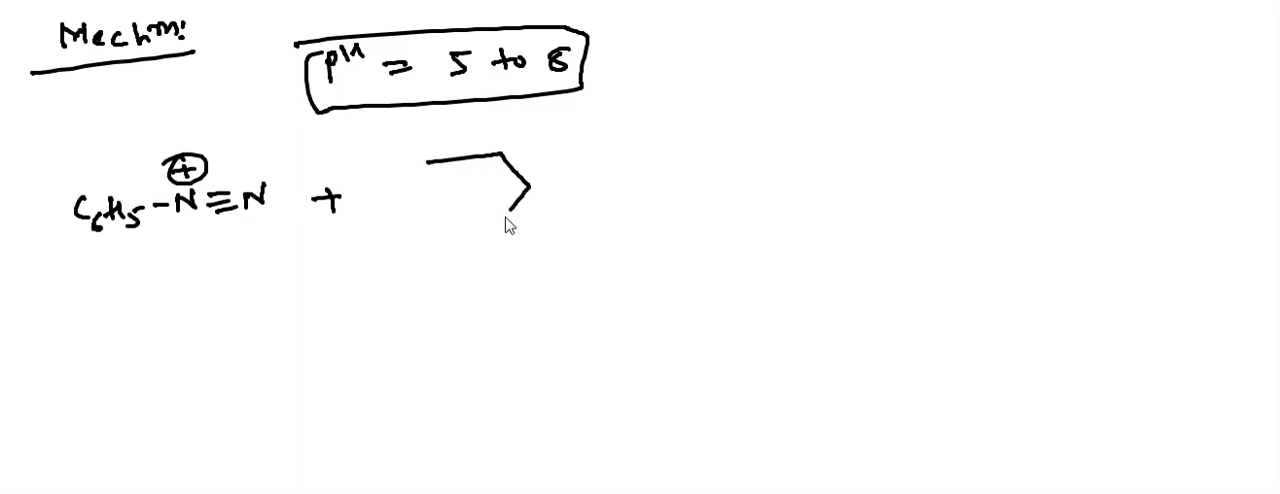 Mechm:
pH = 5 to 8
C6H5-N≡N +
⊕